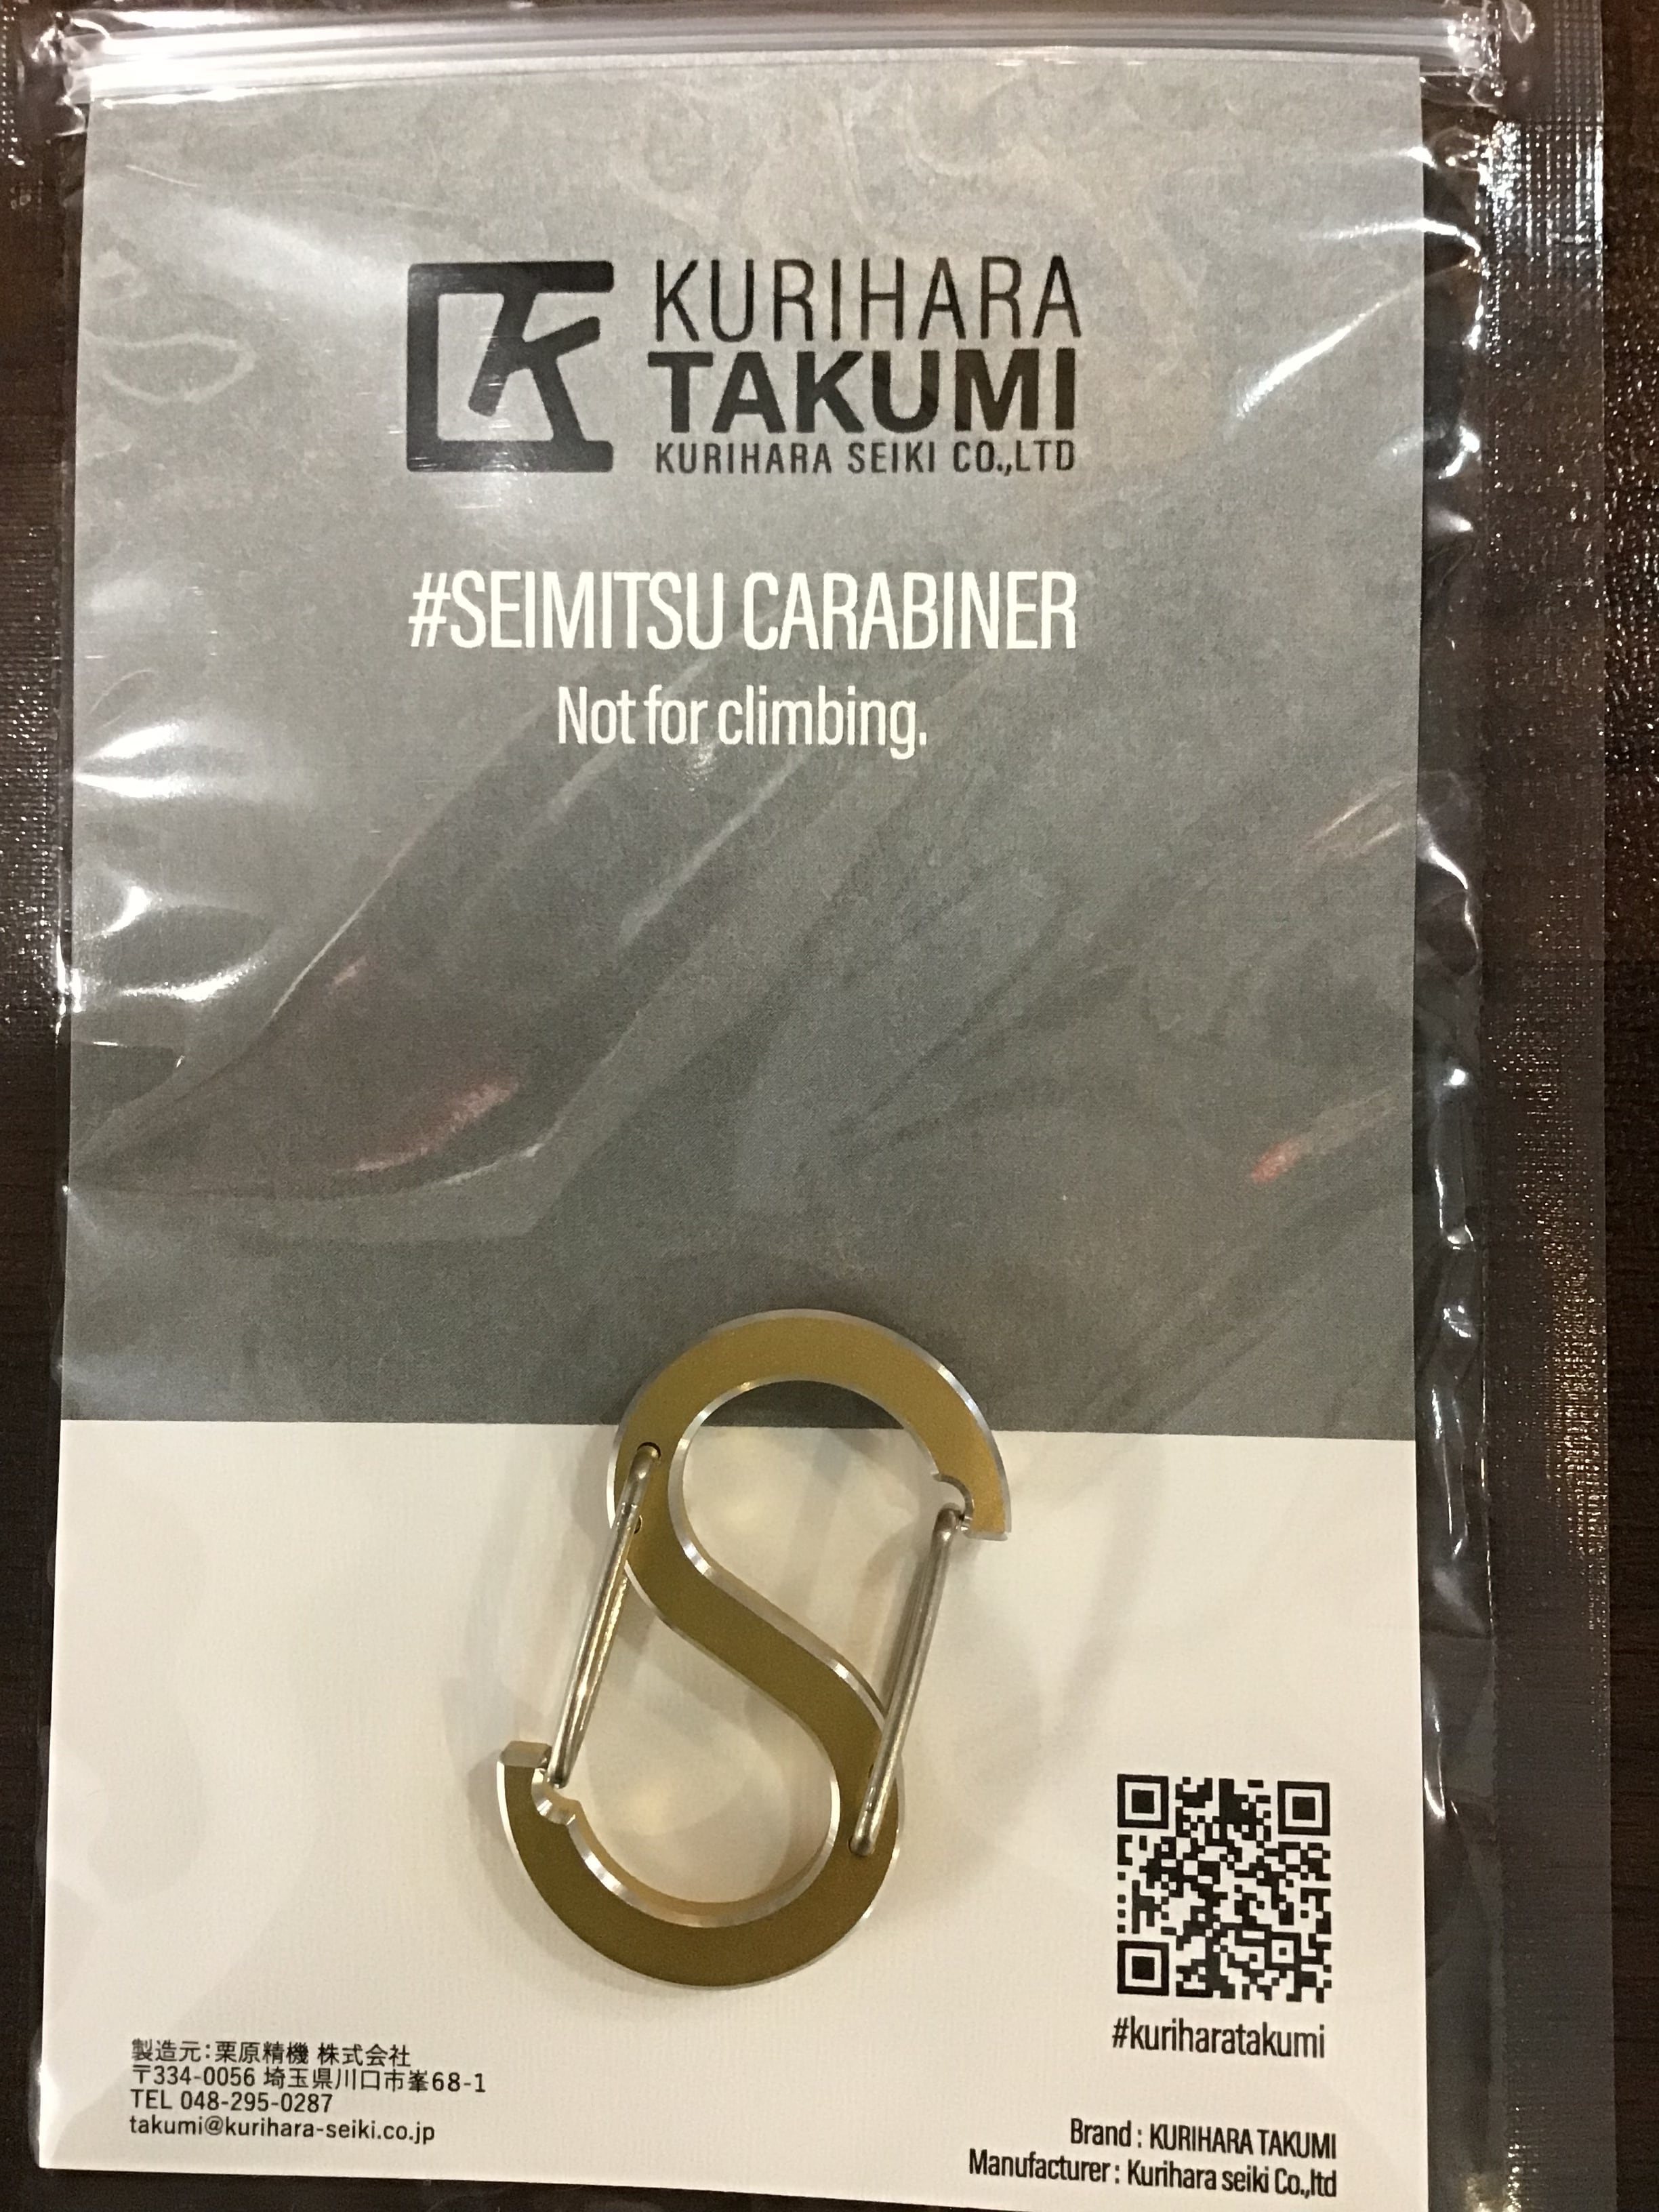 KURIHARA
TAKUMI
KURIHARA SEIKI CO.,LTD
#SEIMITSU CARABINER
Not for climbing.
#kuriharatakumi
製造元:栗原精機 株式会社
〒334-0056 埼玉県川口市峯68-1
TEL 048-295-0287
takumi@kurihara-seiki.co.jp
Brand : KURIHARA TAKUMI
Manufacturer : Kurihara seiki Co.,ltd